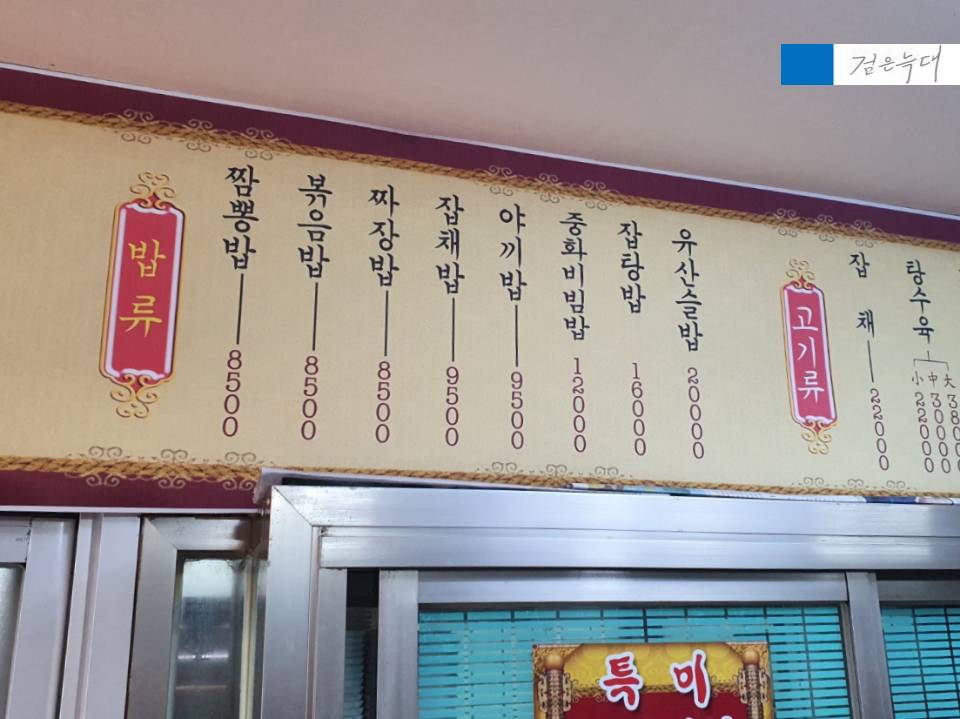 검은늑대
밥류
짬뽕밥 8500
볶음밥 8500
짜장밥 8500
잡채밥 9500
야끼밥 9500
중화비빔밥 12000
잡탕밥 16000
유산슬밥 20000
고기류
잡채 22000
탕수육
小 22000
中 30000
大
특미